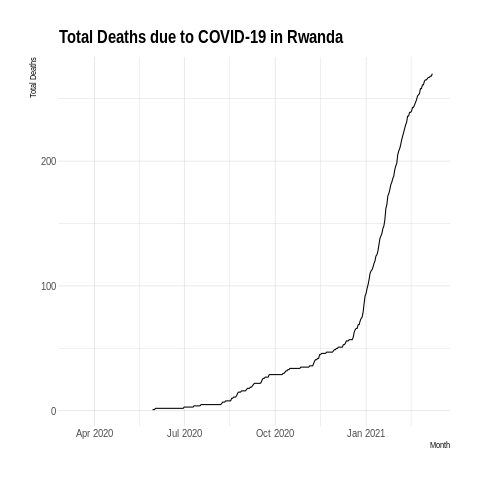 Total Deaths due to COVID-19 in Rwanda
Total Deaths
200
100
0
Apr 2020 Jul 2020 Oct 2020 Jan 2021
Month